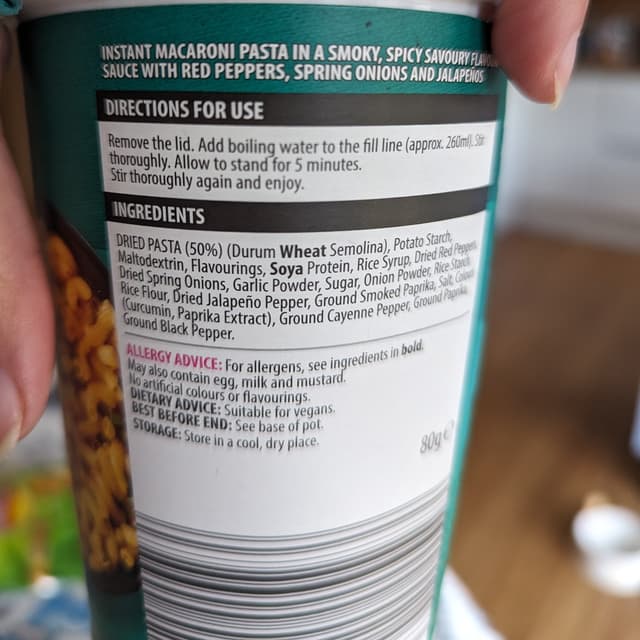 INSTANT MACARONI PASTA IN A SMOKY, SPICY SAVOURY
SAUCE WITH RED PEPPERS, SPRING ONIONS AND JALAPEÑOS
DIRECTIONS FOR USE
Remove the lid. Add boiling water to the fill line (approx. 260ml). Stir
thoroughly. Allow to stand for 5 minutes.
Stir thoroughly again and enjoy.
INGREDIENTS
DRIED PASTA (50%) (Durum Wheat Semolina), Potato Starch,
Maltodextrin, Flavourings, Soya Protein, Rice Syrup, Dried Red Peppers,
Dried Spring Onions, Garlic Powder, Sugar, Onion Powder, Rice Starch,
Rice Flour, Dried Jalapeño Pepper, Ground Smoked Paprika, Salt, Colours
(Curcumin, Paprika Extract), Ground Cayenne Pepper, Ground Paprika,
Ground Black Pepper.
ALLERGY ADVICE: For allergens, see ingredients in bold.
May also contain egg, milk and mustard.
No artificial colours or flavourings.
DIETARY ADVICE: Suitable for vegans.
BEST BEFORE END: See base of pot.
STORAGE: Store in a cool, dry place.
80g ℮